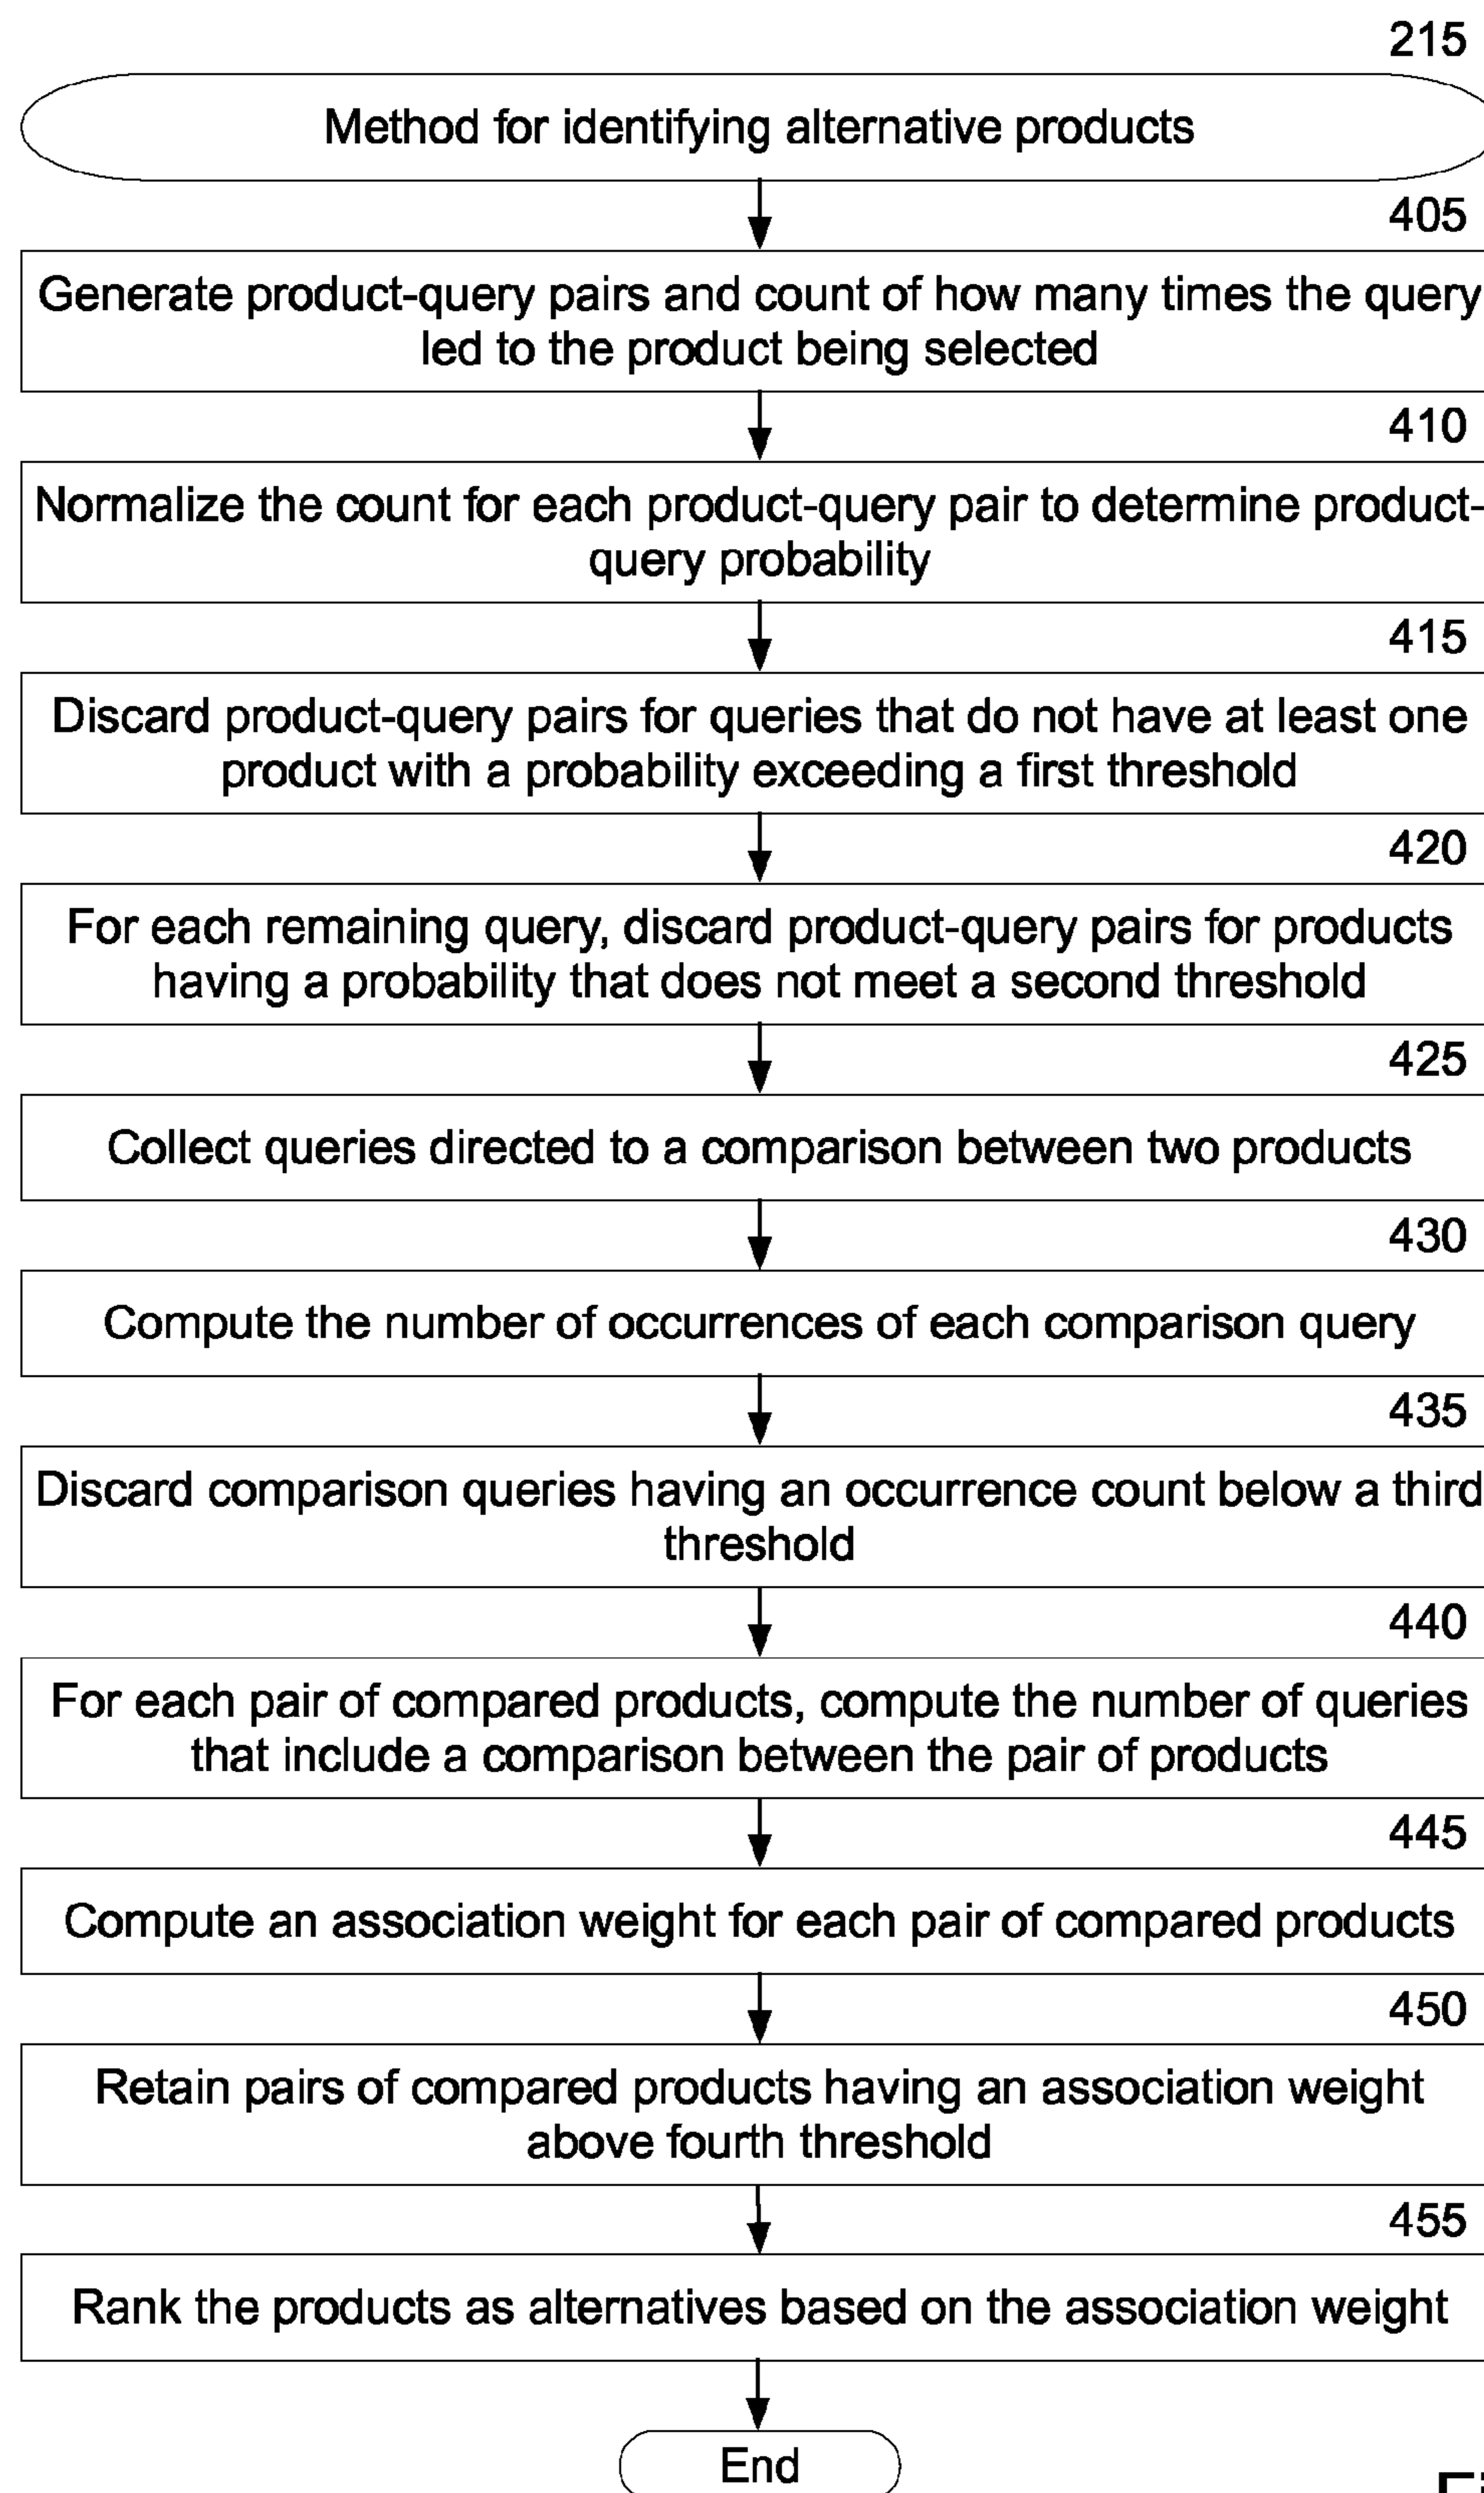 215
Method for identifying alternative products
405
Generate product-query pairs and count of how many times the query
led to the product being selected
410
Normalize the count for each product-query pair to determine product-
query probability
415
Discard product-query pairs for queries that do not have at least one
product with a probability exceeding a first threshold
420
For each remaining query, discard product-query pairs for products
having a probability that does not meet a second threshold
425
Collect queries directed to a comparison between two products
430
Compute the number of occurrences of each comparison query
435
Discard comparison queries having an occurrence count below a third
threshold
440
For each pair of compared products, compute the number of queries
that include a comparison between the pair of products
445
Compute an association weight for each pair of compared products
450
Retain pairs of compared products having an association weight
above fourth threshold
455
Rank the products as alternatives based on the association weight
End